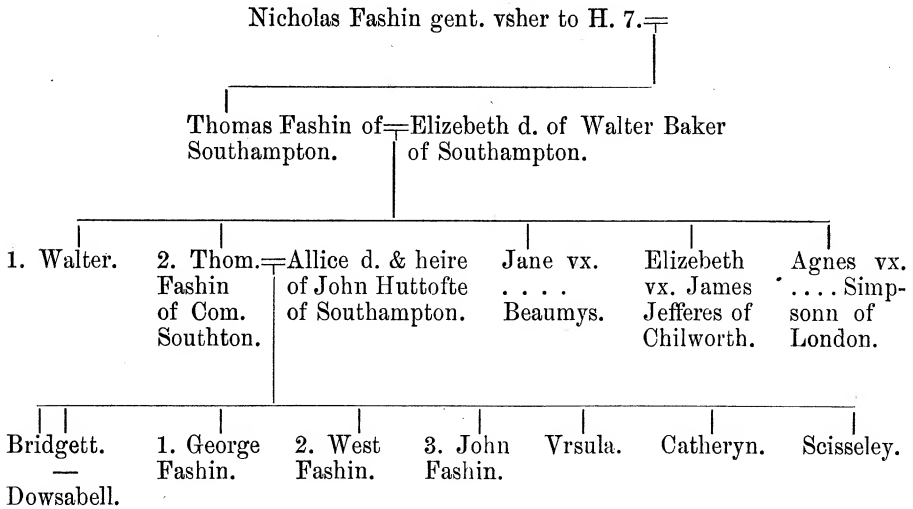 Nicholas Fashin gent. vsher to H. 7.
Thomas Fashin of
Southampton.
Elizebeth d. of Walter Baker
of Southampton.
1. Walter.
2. Thom.
Fashin
of Com.
Southton.
Allice d. & heire
of John Huttofte
of Southampton.
Jane vx.
. . . .
Beaumys.
Elizebeth
vx. James
Jefferes of
Chilworth.
Agnes vx.
. . . . Simp-
sonn of
London.
Bridgett.
—
Dowsabell.
1. George
Fashin.
2. West
Fashin.
3. John
Fashin.
Vrsula.
Catheryn.
Scisseley.